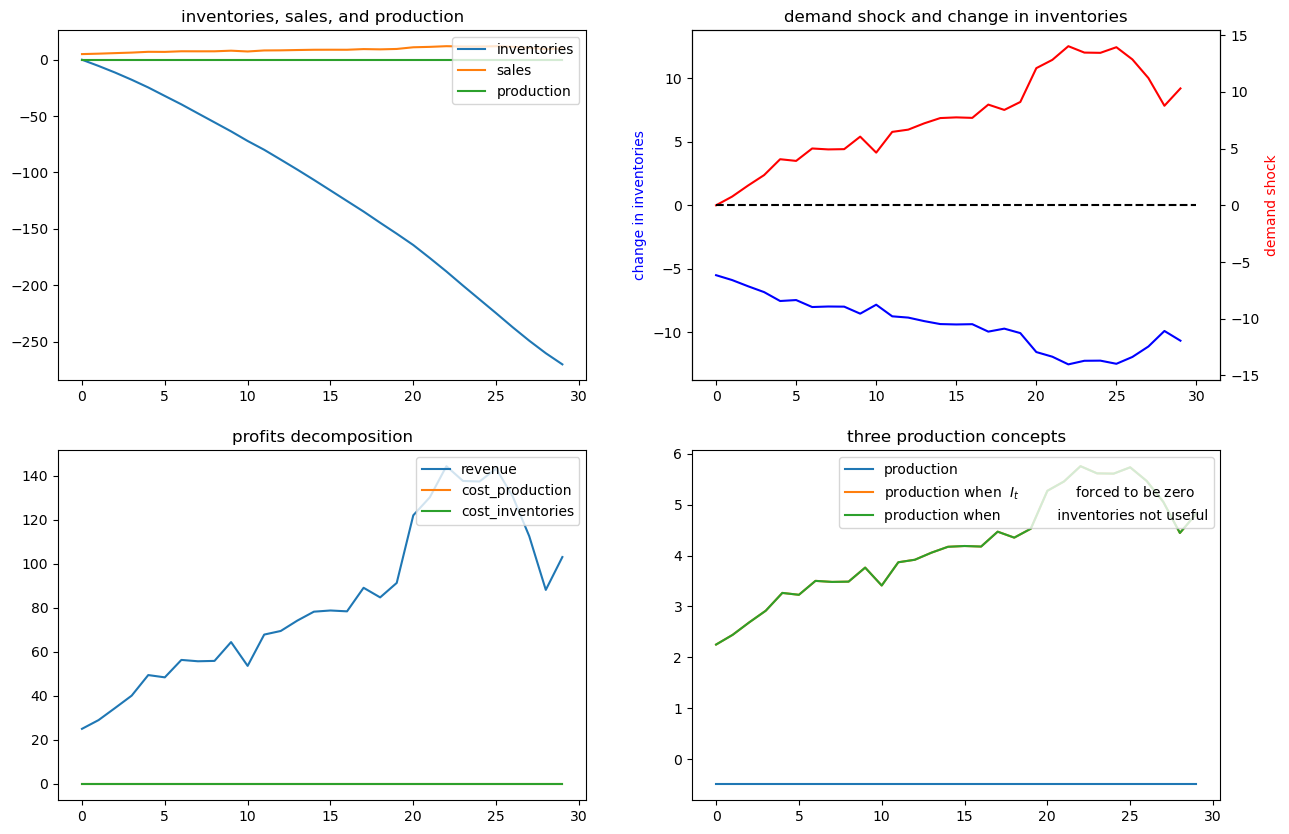 inventories, sales, and production
inventories
sales
production
0
−50
−100
−150
−200
−250
0 5 10 15 20 25 30
demand shock and change in inventories
change in inventories
10
5
0
−5
−10
15
10
5
0
−5
−10
−15
demand shock
0 5 10 15 20 25 30
profits decomposition
revenue
cost_production
cost_inventories
140
120
100
80
60
40
20
0
0 5 10 15 20 25 30
three production concepts
production
production when I_t forced to be zero
production when inventories not useful
6
5
4
3
2
1
0
0 5 10 15 20 25 30